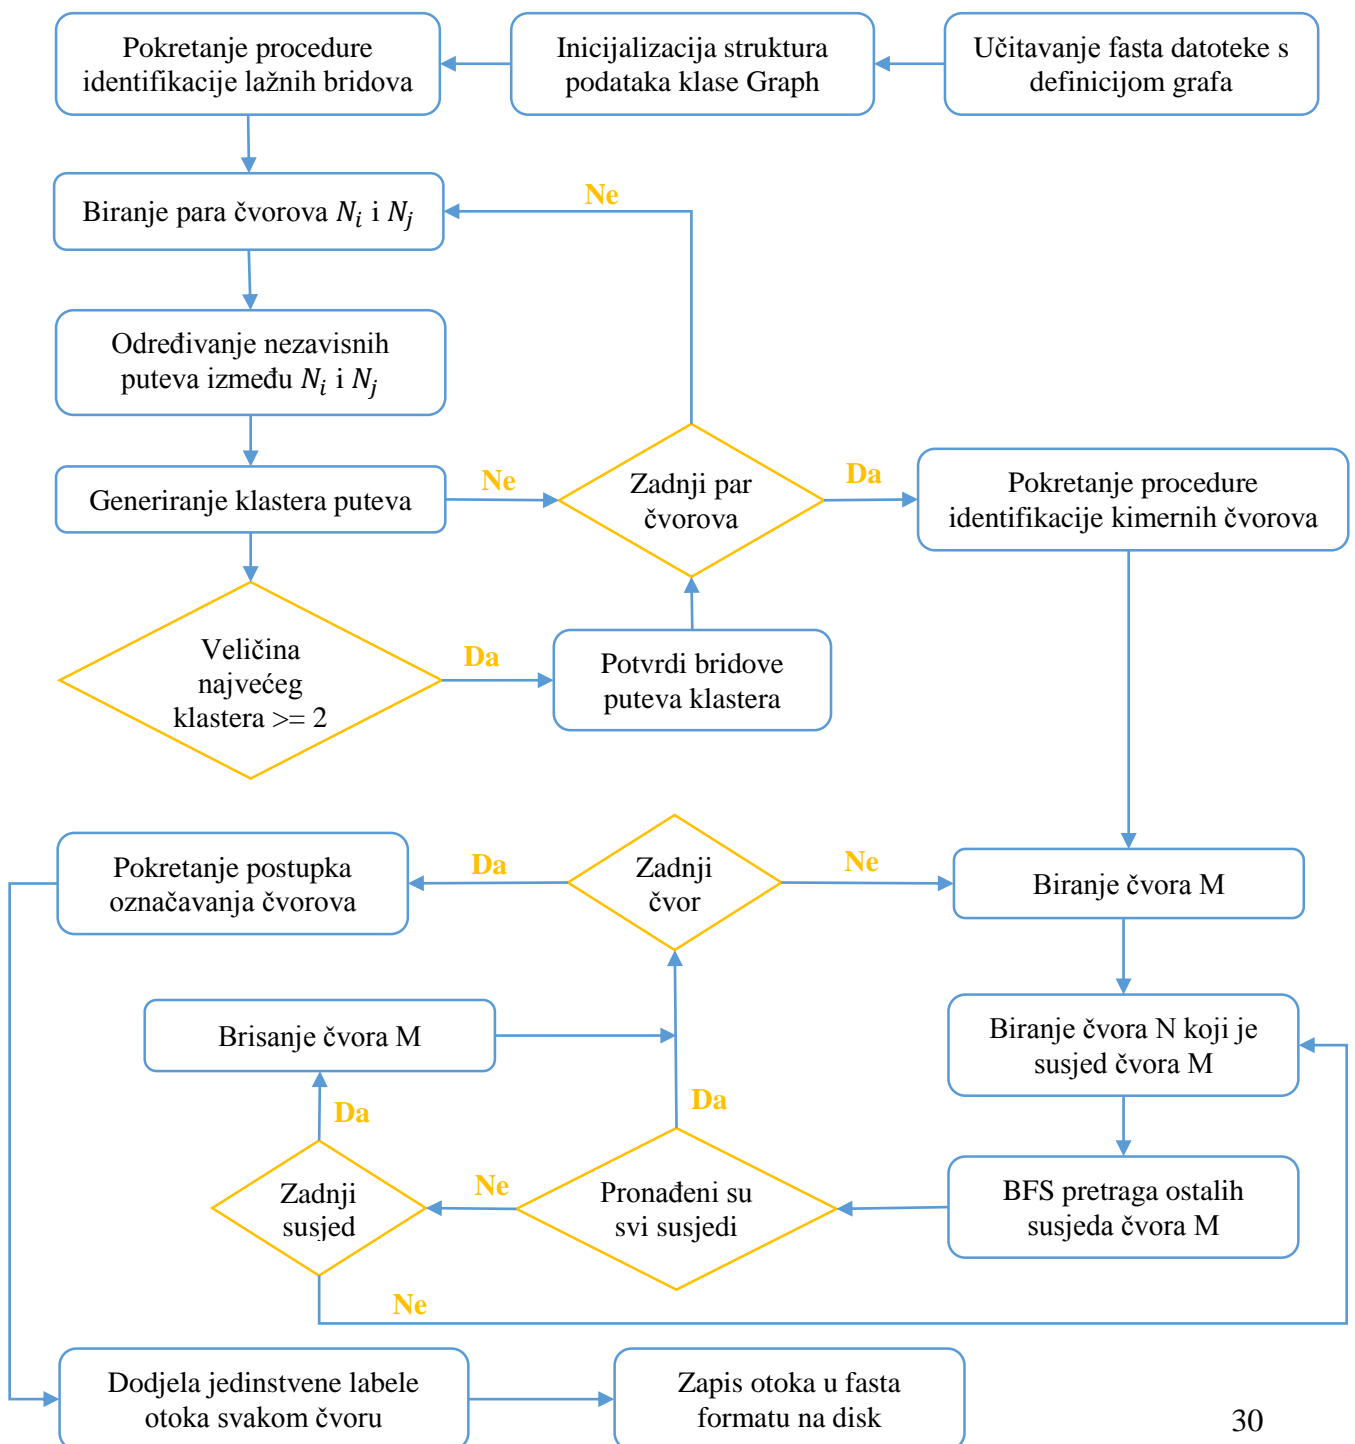 Pokretanje procedure
identifikacije lažnih bridova
Inicijalizacija struktura
podataka klase Graph
Učitavanje fasta datoteke s
definicijom grafa
Biranje para čvorova N_i i N_j
Ne
Određivanje nezavisnih
puteva između N_i i N_j
Generiranje klastera puteva
Ne
Zadnji par
čvorova
Da
Pokretanje procedure
identifikacije kimernih čvorova
Veličina
najvećeg
klastera >= 2
Da
Potvrdi bridove
puteva klastera
Pokretanje postupka
označavanja čvorova
Da
Zadnji
čvor
Ne
Biranje čvora M
Brisanje čvora M
Biranje čvora N koji je
susjed čvora M
Da
Da
Zadnji
susjed
Ne
Pronađeni su
svi susjedi
BFS pretraga ostalih
susjeda čvora M
Ne
Dodjela jedinstvene labele
otoka svakom čvoru
Zapis otoka u fasta
formatu na disk
30